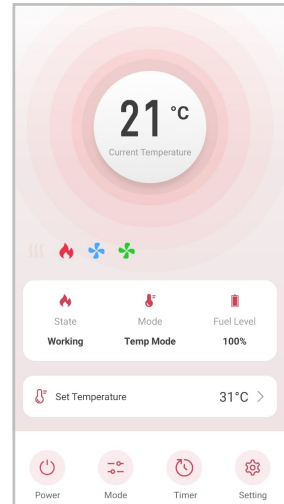 21 °C
Current Temperature
State Mode Fuel Level
Working Temp Mode 100%
Set Temperature 31°C >
Power Mode Timer Setting